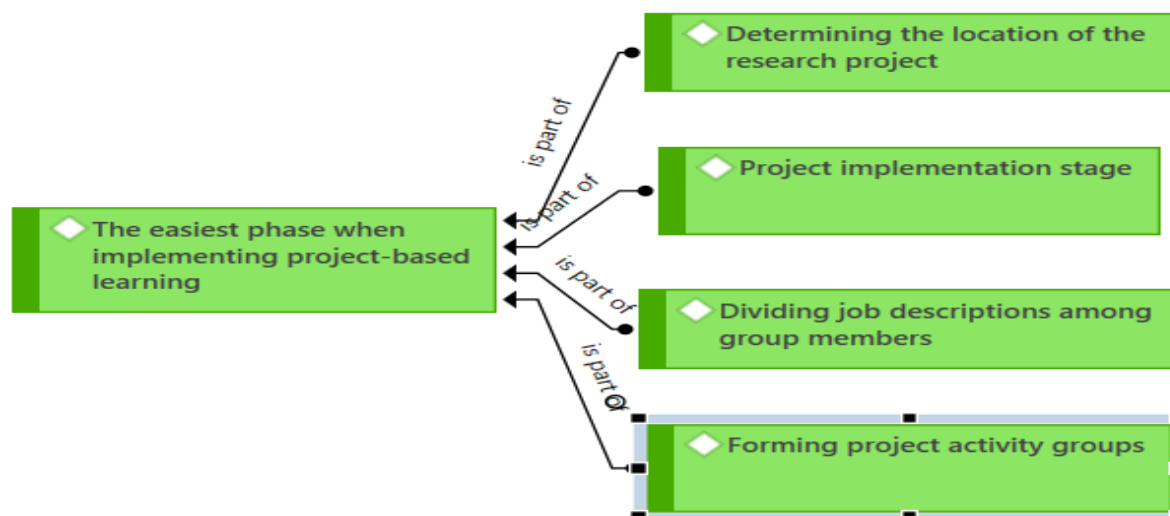 Determining the location of the
research project
is part of
Project implementation stage
is part of
The easiest phase when
implementing project-based
learning
is part of
Dividing job descriptions among
group members
is part of
Forming project activity groups